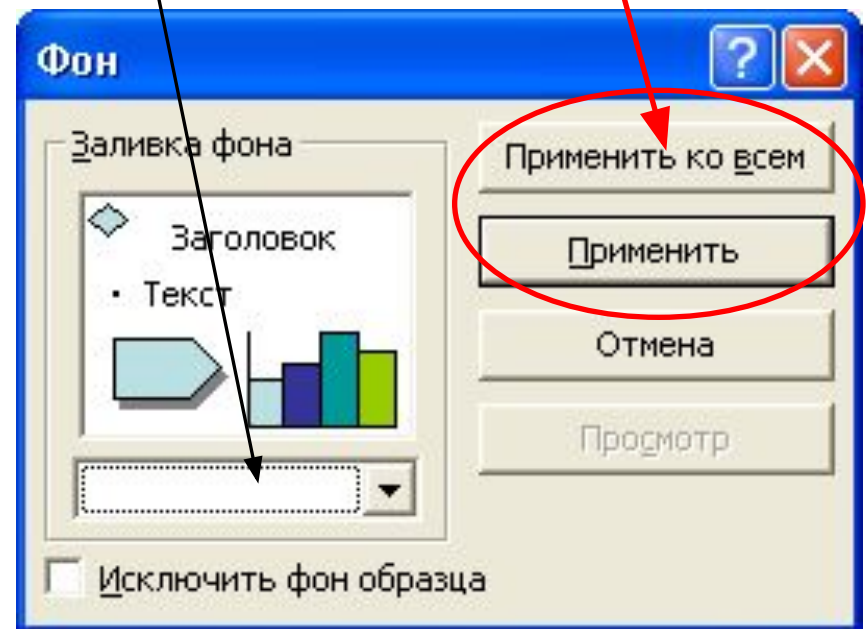 Фон
Заливка фона
Заголовок
• Текст
Исключить фон образца
Применить ко всем
Применить
Отмена
Просмотр